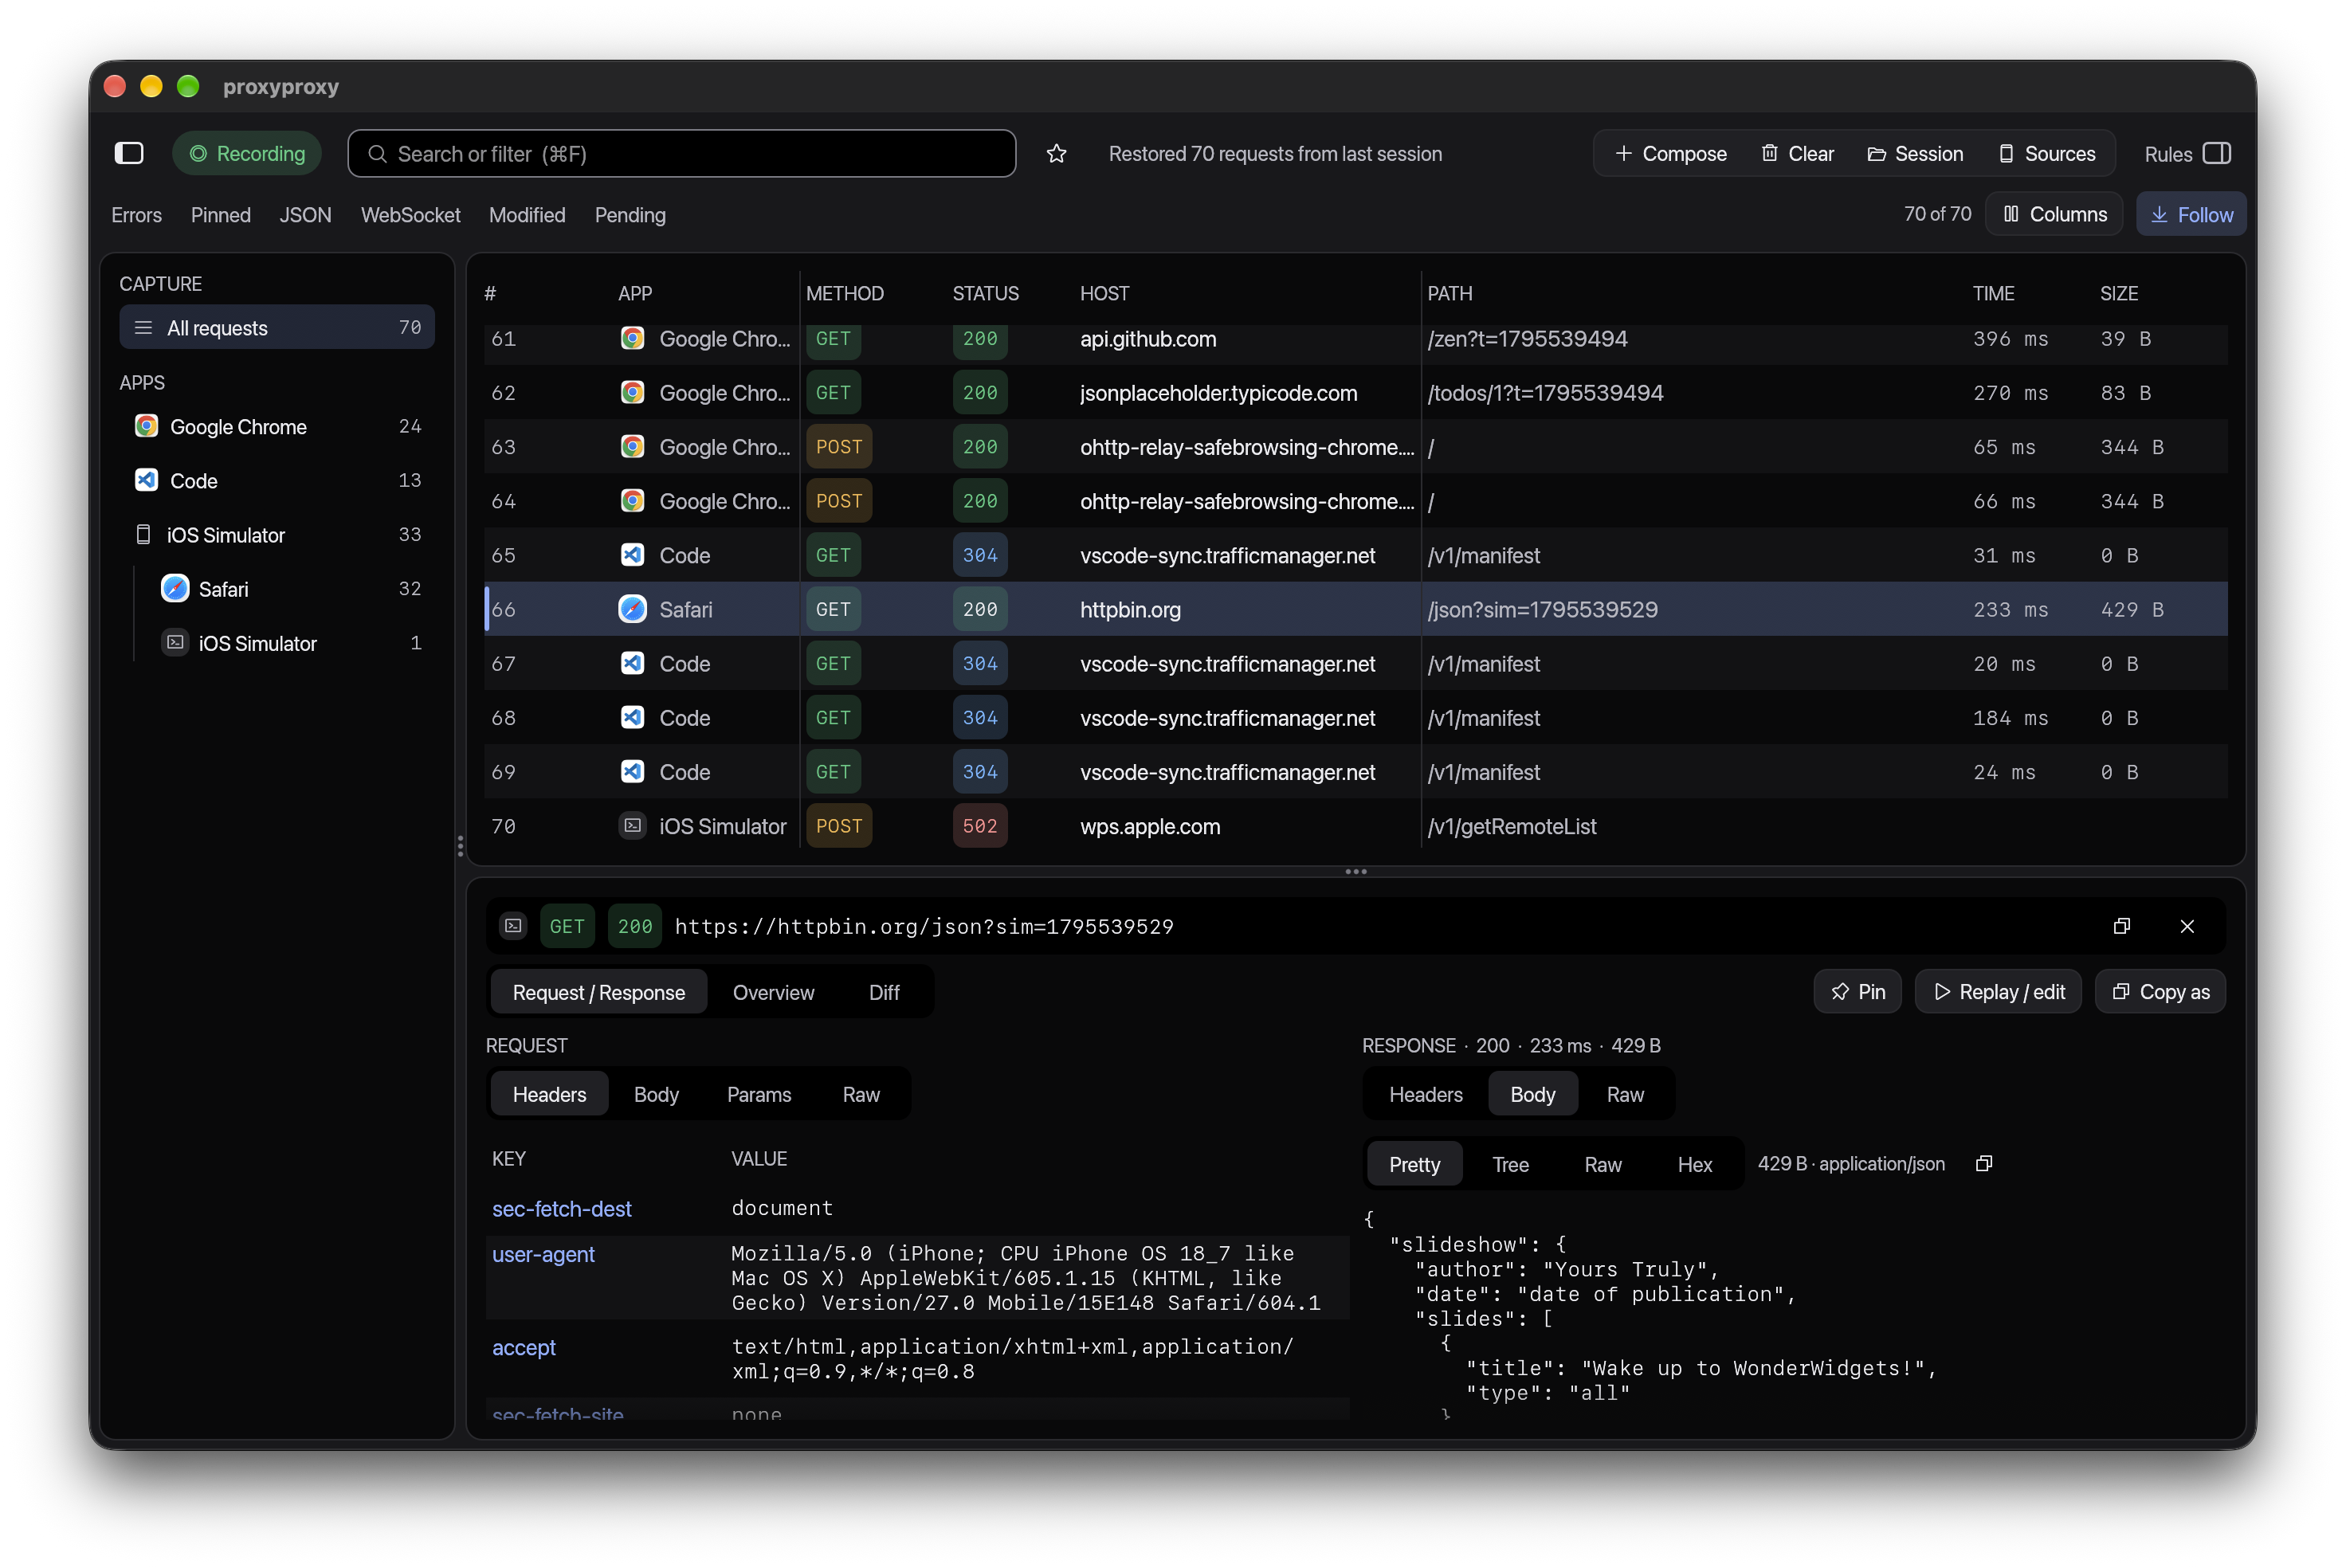 proxyproxy
Recording
Search or filter (⌘F)
Restored 70 requests from last session
Compose
Clear
Session
Sources
Rules
Errors
Pinned
JSON
WebSocket
Modified
Pending
70 of 70
Columns
Follow
CAPTURE
All requests 70
APPS
Google Chrome 24
Code 13
iOS Simulator 33
Safari 32
iOS Simulator 1
# APP METHOD STATUS HOST PATH TIME SIZE
61 Google Chro... GET 200 api.github.com /zen?t=1795539494 396 ms 39 B
62 Google Chro... GET 200 jsonplaceholder.typicode.com /todos/1?t=1795539494 270 ms 83 B
63 Google Chro... POST 200 ohttp-relay-safebrowsing-chrome.... / 65 ms 344 B
64 Google Chro... POST 200 ohttp-relay-safebrowsing-chrome.... / 66 ms 344 B
65 Code GET 304 vscode-sync.trafficmanager.net /v1/manifest 31 ms 0 B
66 Safari GET 200 httpbin.org /json?sim=1795539529 233 ms 429 B
67 Code GET 304 vscode-sync.trafficmanager.net /v1/manifest 20 ms 0 B
68 Code GET 304 vscode-sync.trafficmanager.net /v1/manifest 184 ms 0 B
69 Code GET 304 vscode-sync.trafficmanager.net /v1/manifest 24 ms 0 B
70 iOS Simulator POST 502 wps.apple.com /v1/getRemoteList
GET 200 https://httpbin.org/json?sim=1795539529
Request / Response
Overview
Diff
Pin
Replay / edit
Copy as
REQUEST
Headers
Body
Params
Raw
KEY VALUE
sec-fetch-dest document
user-agent Mozilla/5.0 (iPhone; CPU iPhone OS 18_7 like
Mac OS X) AppleWebKit/605.1.15 (KHTML, like
Gecko) Version/27.0 Mobile/15E148 Safari/604.1
accept text/html,application/xhtml+xml,application/
xml;q=0.9,*/*;q=0.8
sec-fetch-site none
RESPONSE · 200 · 233 ms · 429 B
Headers
Body
Raw
Pretty
Tree
Raw
Hex
429 B · application/json
{
"slideshow": {
"author": "Yours Truly",
"date": "date of publication",
"slides": [
{
"title": "Wake up to WonderWidgets!",
"type": "all"
}